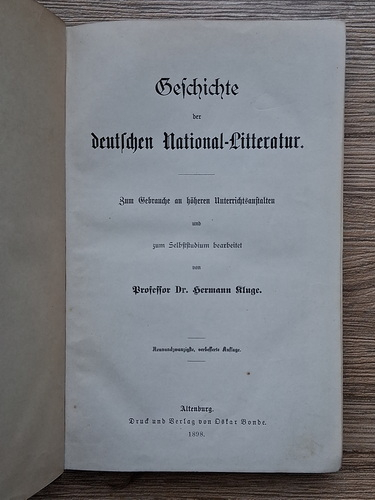 Geschichte
der
deutschen National-Litteratur.
Zum Gebrauche an höheren Unterrichtsanstalten
und
zum Selbststudium bearbeitet
von
Professor Dr. Hermann Kluge.
Neunundzwanzigste, verbesserte Auflage.
Altenburg.
Druck und Verlag von Oskar Bonde.
1898.